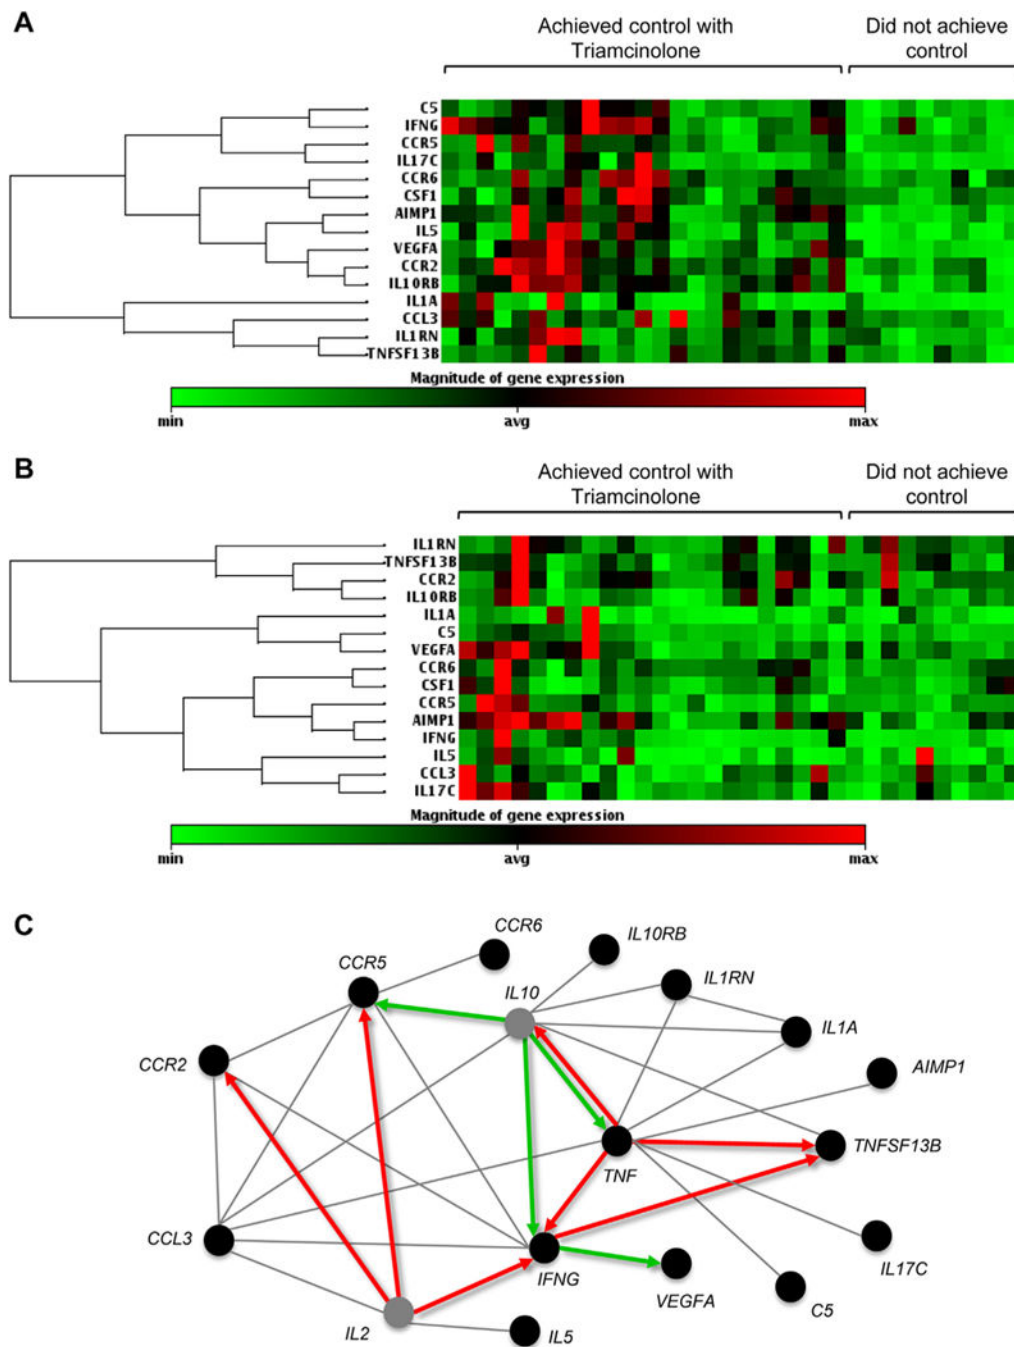 A
Achieved control with
Triamcinolone
Did not achieve
control
C5
IFNG
CCR5
IL17C
CCR6
CSF1
AIMP1
IL5
VEGFA
CCR2
IL10RB
IL1A
CCL3
IL1RN
TNFSF13B
Magnitude of gene expression
min avg max
B
Achieved control with
Triamcinolone
Did not achieve
control
IL1RN
TNFSF13B
CCR2
IL10RB
IL1A
C5
VEGFA
CCR6
CSF1
CCR5
AIMP1
IFNG
IL5
CCL3
IL17C
Magnitude of gene expression
min avg max
C
CCR6
IL10RB
CCR5
IL10
IL1RN
IL1A
CCR2
AIMP1
TNF
TNFSF13B
CCL3
IFNG
IL17C
VEGFA
C5
IL2
IL5